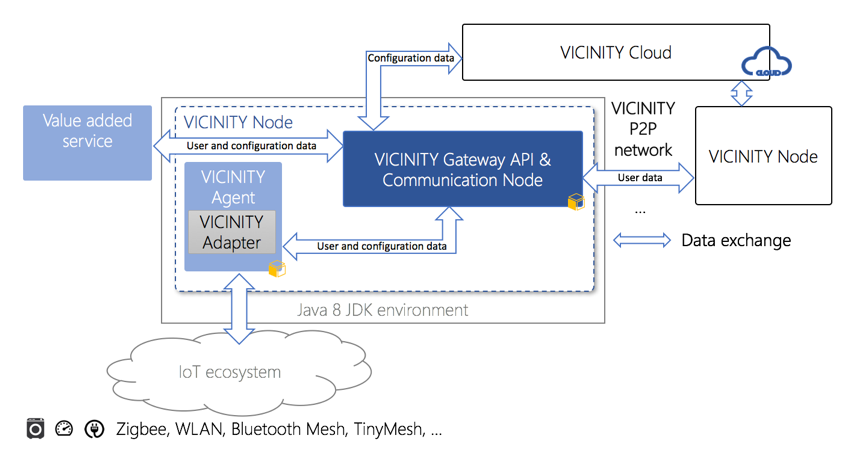 VICINITY Cloud
CLOUD
Configuration data
Value added
service
VICINITY Node
User and configuration data
VICINITY Gateway API &
Communication Node
VICINITY
P2P
network
VICINITY Node
User data
...
VICINITY
Agent
VICINITY
Adapter
User and configuration data
Data exchange
Java 8 JDK environment
IoT ecosystem
Zigbee, WLAN, Bluetooth Mesh, TinyMesh, ...